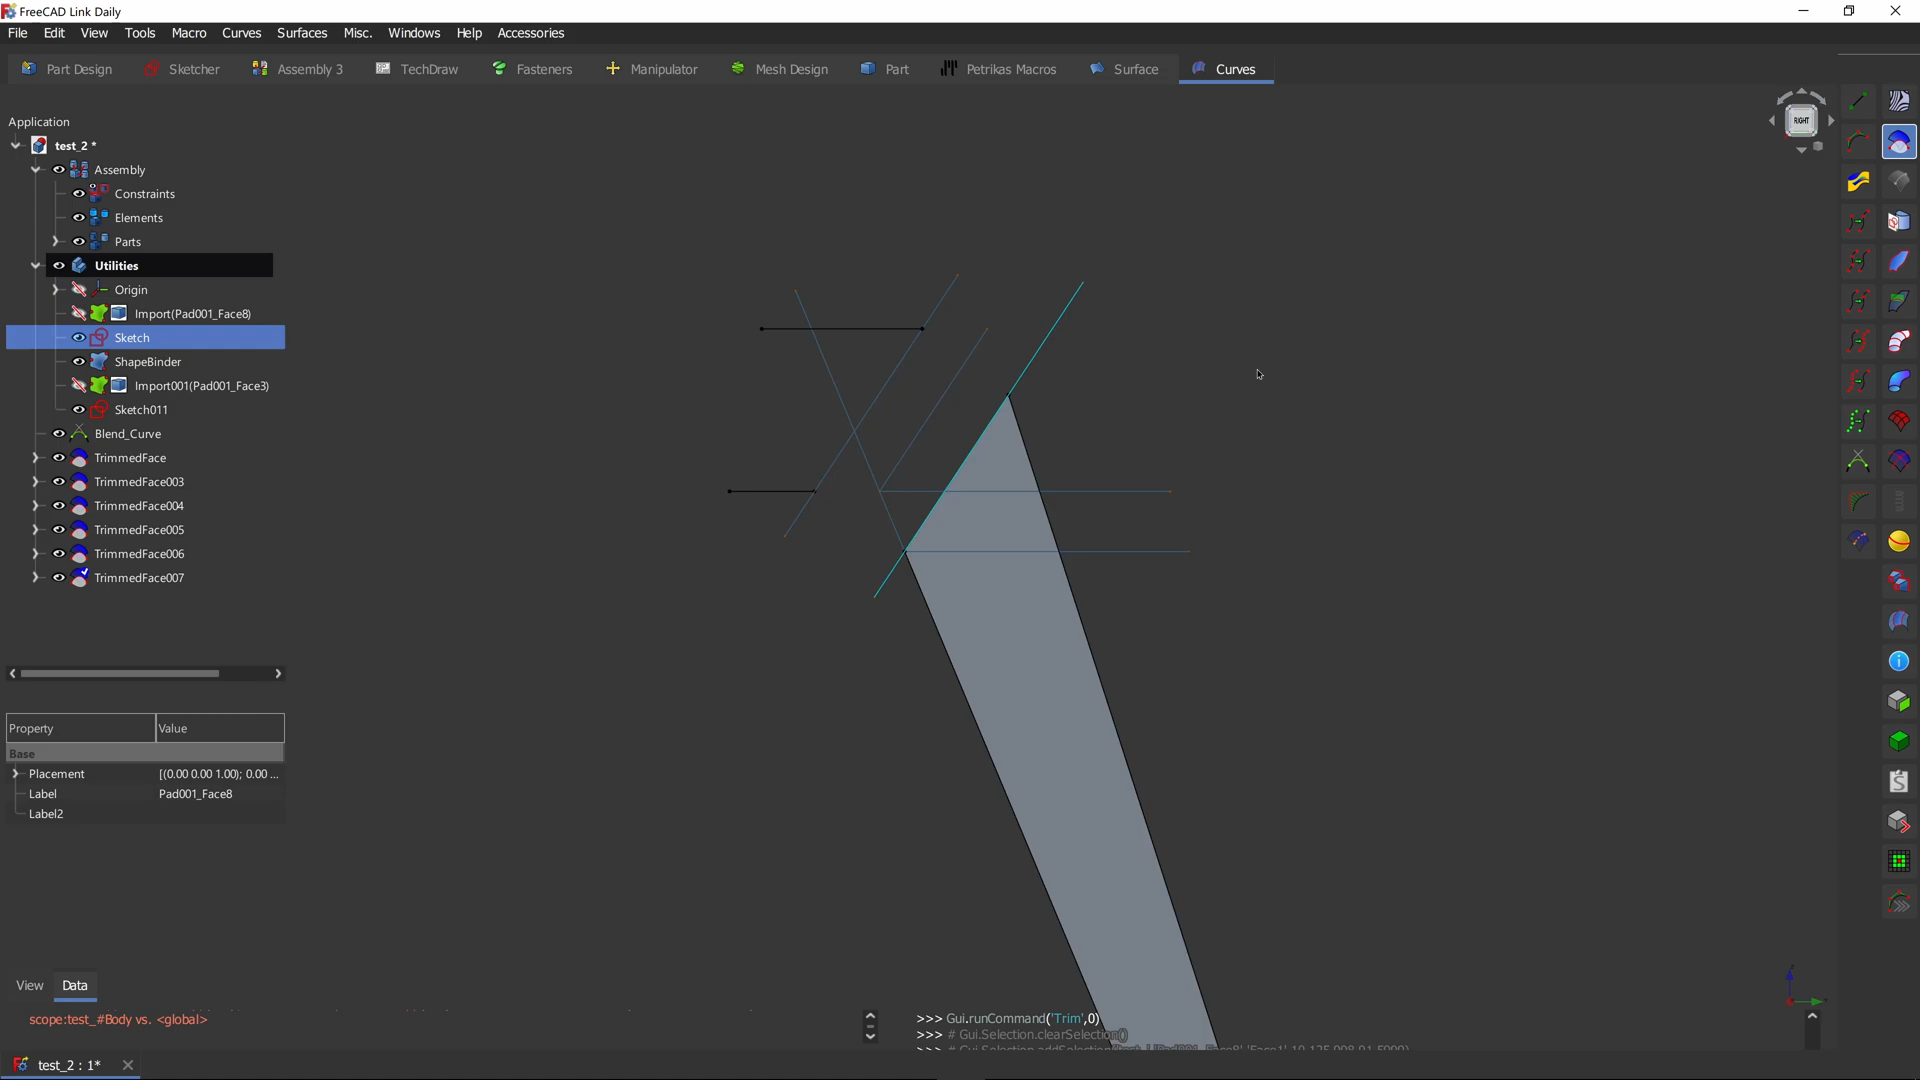 FreeCAD Link Daily
File Edit View Tools Macro Curves Surfaces Misc. Windows Help Accessories
Part Design Sketcher Assembly 3 TechDraw Fasteners Manipulator Mesh Design Part Petrikas Macros Surface Curves
RIGHT
Application
test_2 *
Assembly
Constraints
Elements
Parts
Utilities
Origin
Import(Pad001_Face8)
Sketch
ShapeBinder
Import001(Pad001_Face3)
Sketch011
Blend_Curve
TrimmedFace
TrimmedFace003
TrimmedFace004
TrimmedFace005
TrimmedFace006
TrimmedFace007
Property Value
Base
Placement [(0.00 0.00 1.00); 0.00 ...
Label Pad001_Face8
Label2
View Data
scope:test_#Body vs. <global>
>>> Gui.runCommand('Trim',0)
>>> # Gui.Selection.clearSelection()
test_2 : 1*